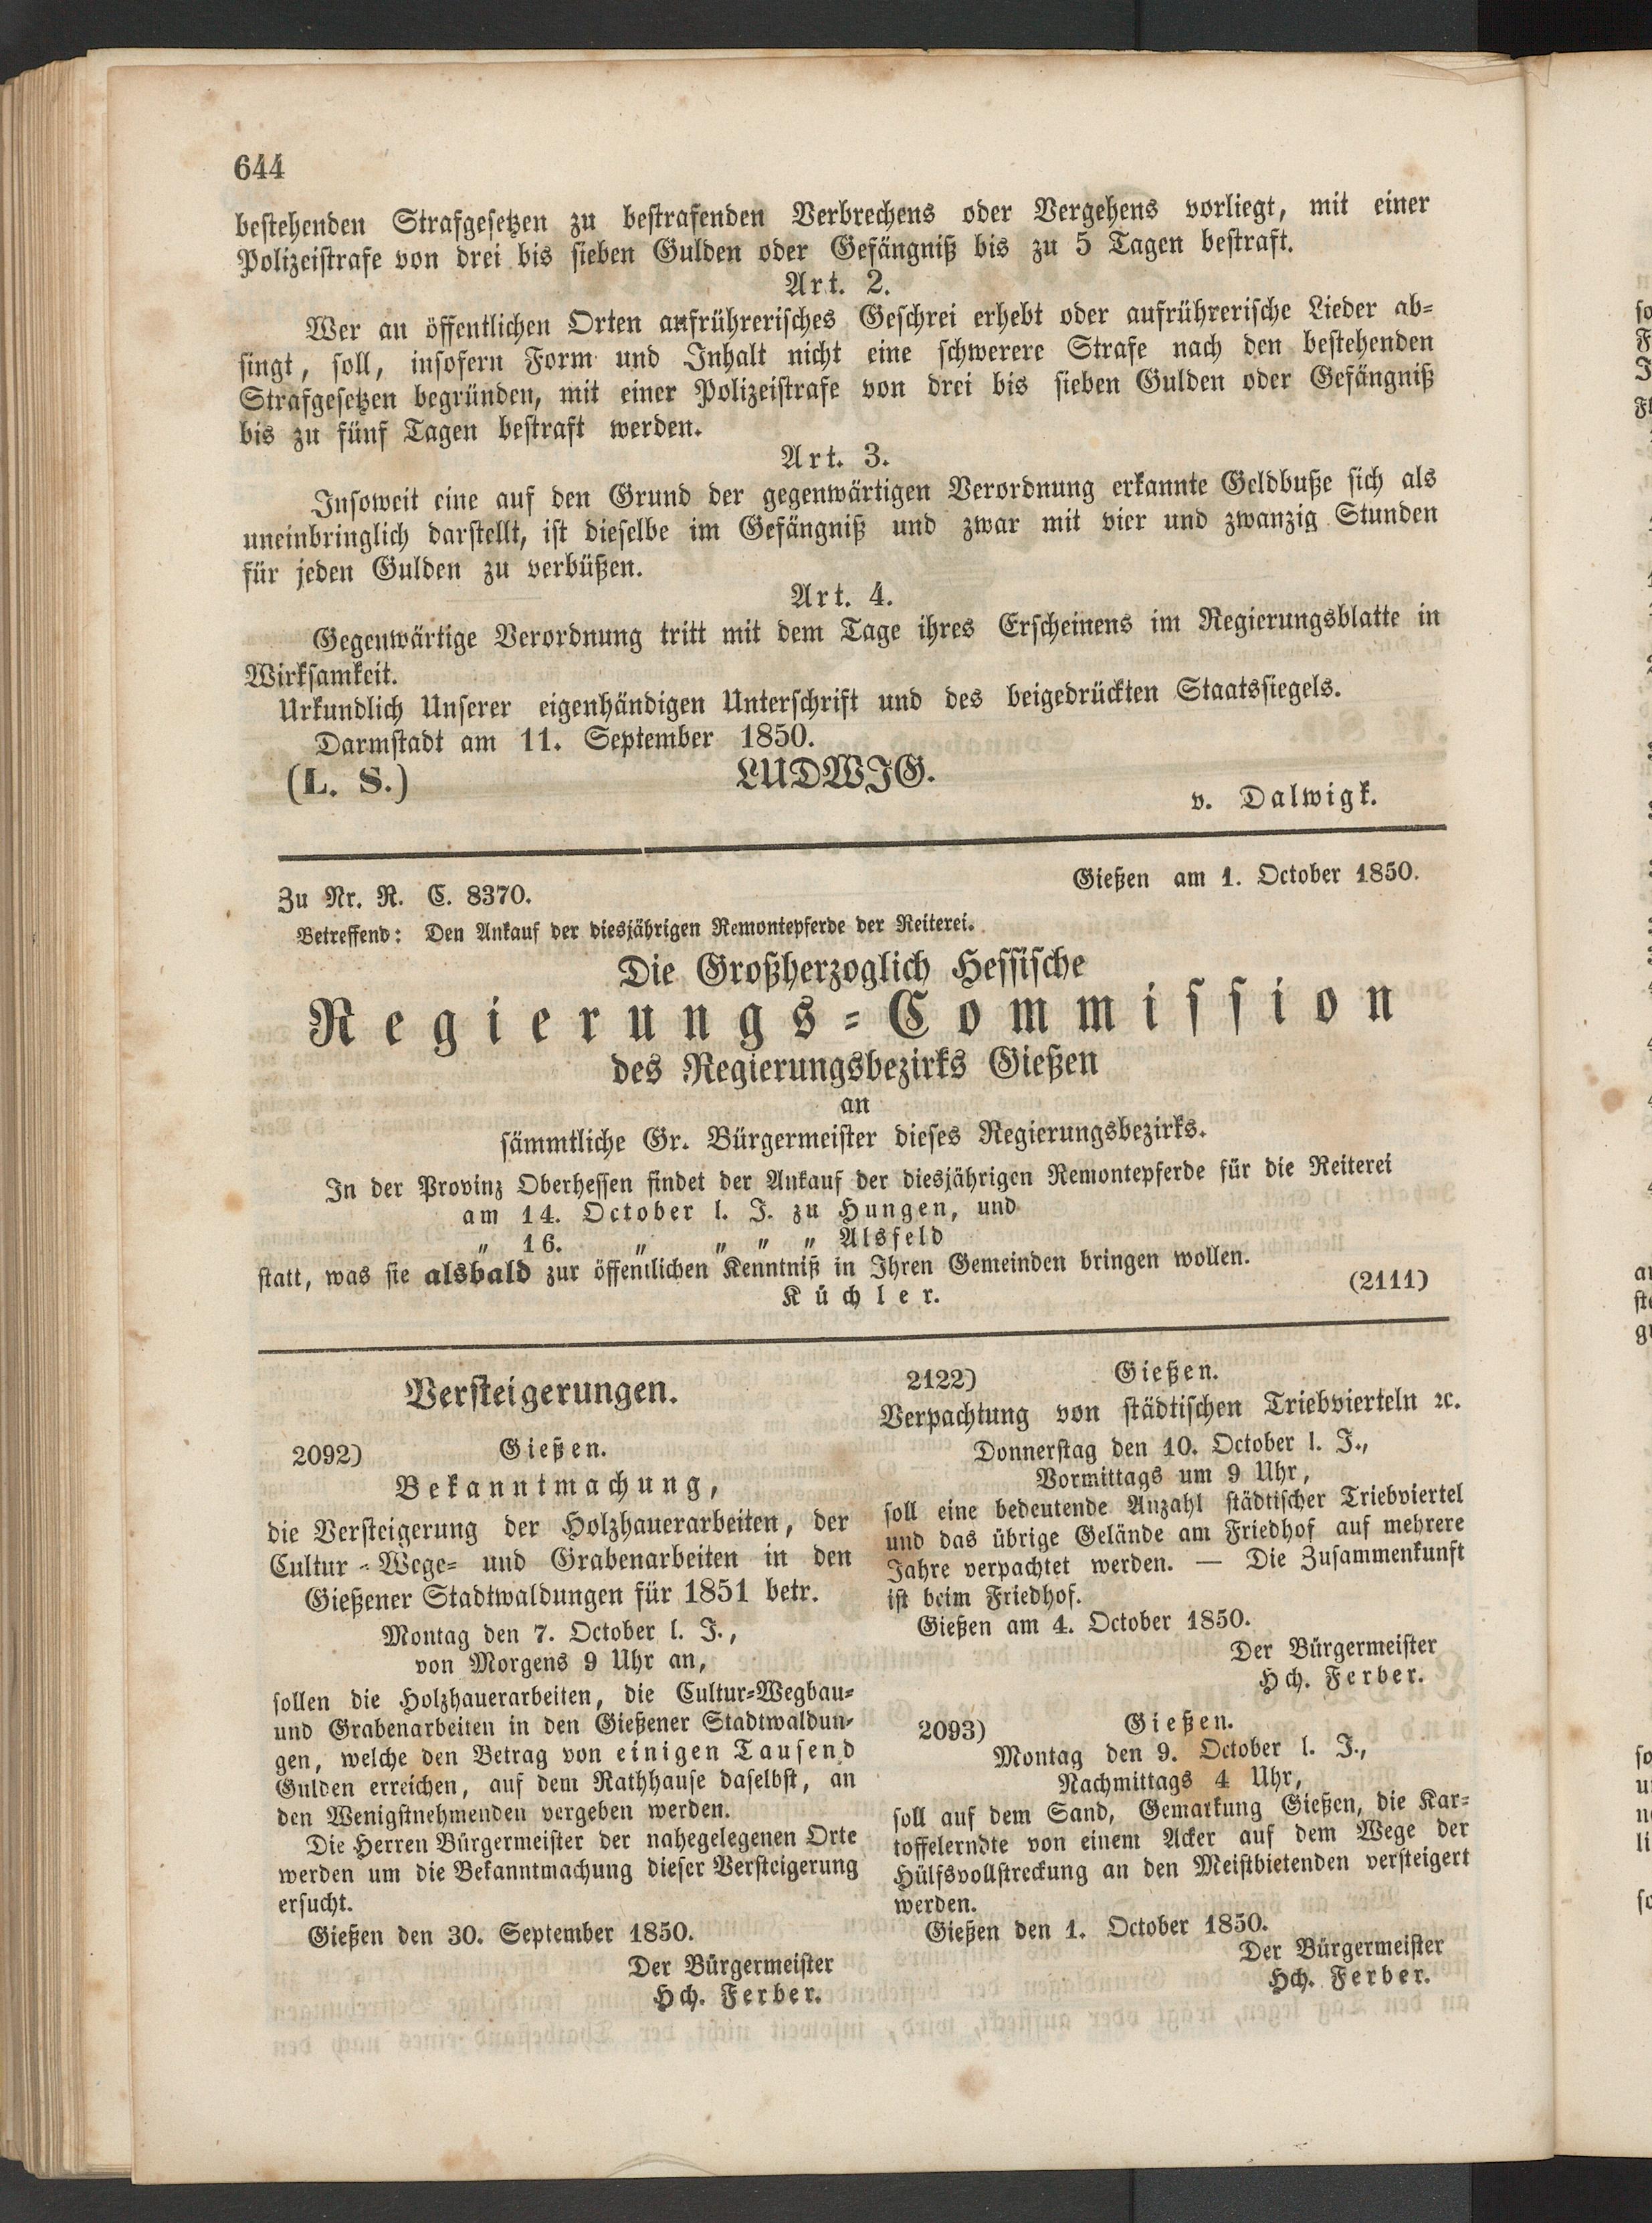 644
bestehenden Strafgesetzen zu bestrafenden Verbrechens oder Vergehens vorliegt, mit einer
Polizeistrafe von drei bis sieben Gulden oder Gefängniß bis zu 5 Tagen bestraft.
Art. 2.
Wer an öffentlichen Orten aufrührerisches Geschrei erhebt oder aufrührerische Lieder ab-
singt, soll, insofern Form und Inhalt nicht eine schwerere Strafe nach den bestehenden
Strafgesetzen begründen, mit einer Polizeistrafe von drei bis sieben Gulden oder Gefängniß
bis zu fünf Tagen bestraft werden.
Art. 3.
Insoweit eine auf den Grund der gegenwärtigen Verordnung erkannte Geldbuße sich als
uneinbringlich darstellt, ist dieselbe im Gefängniß und zwar mit vier und zwanzig Stunden
für jeden Gulden zu verbüßen.
Art. 4.
Gegenwärtige Verordnung tritt mit dem Tage ihres Erscheinens im Regierungsblatte in
Wirksamkeit.
Urkundlich Unserer eigenhändigen Unterschrift und des beigedrückten Staatssiegels.
Darmstadt am 11. September 1850.
(L. S.) LUDWIG.
v. Dalwigk.
Zu Nr. R. C. 8370. Gießen am 1. October 1850.
Betreffend: Den Ankauf der diesjährigen Remontepferde der Reiterei.
Die Großherzoglich Hessische
Regierungs-Commission
des Regierungsbezirks Gießen
an
sämmtliche Gr. Bürgermeister dieses Regierungsbezirks.
In der Provinz Oberhessen findet der Ankauf der diesjährigen Remontepferde für die Reiterei
am 14. October l. J. zu Hungen, und
„ 16. „ „ „ „ Alsfeld
statt, was sie alsbald zur öffentlichen Kenntniß in Ihren Gemeinden bringen wollen.
Küchler. (2111)
Versteigerungen.
2092) Gießen.
Bekanntmachung,
die Versteigerung der Holzhauerarbeiten, der
Cultur-Wege- und Grabenarbeiten in den
Gießener Stadtwaldungen für 1851 betr.
Montag den 7. October l. J.,
von Morgens 9 Uhr an,
sollen die Holzhauerarbeiten, die Cultur-Wegbau-
und Grabenarbeiten in den Gießener Stadtwaldun-
gen, welche den Betrag von einigen Tausend
Gulden erreichen, auf dem Rathhause daselbst, an
den Wenigstnehmenden vergeben werden.
Die Herren Bürgermeister der nahegelegenen Orte
werden um die Bekanntmachung dieser Versteigerung
ersucht.
Gießen den 30. September 1850.
Der Bürgermeister
Hch. Ferber.
2122) Gießen.
Verpachtung von städtischen Triebvierteln ꝛc.
Donnerstag den 10. October l. J.,
Vormittags um 9 Uhr,
soll eine bedeutende Anzahl städtischer Triebviertel
und das übrige Gelände am Friedhof auf mehrere
Jahre verpachtet werden. — Die Zusammenkunft
ist beim Friedhof.
Gießen am 4. October 1850.
Der Bürgermeister
Hch. Ferber.
2093) Gießen.
Montag den 9. October l. J.,
Nachmittags 4 Uhr,
soll auf dem Sand, Gemarkung Gießen, die Kar-
toffelerndte von einem Acker auf dem Wege der
Hülfsvollstreckung an den Meistbietenden versteigert
werden.
Gießen den 1. October 1850.
Der Bürgermeister
Hch. Ferber.